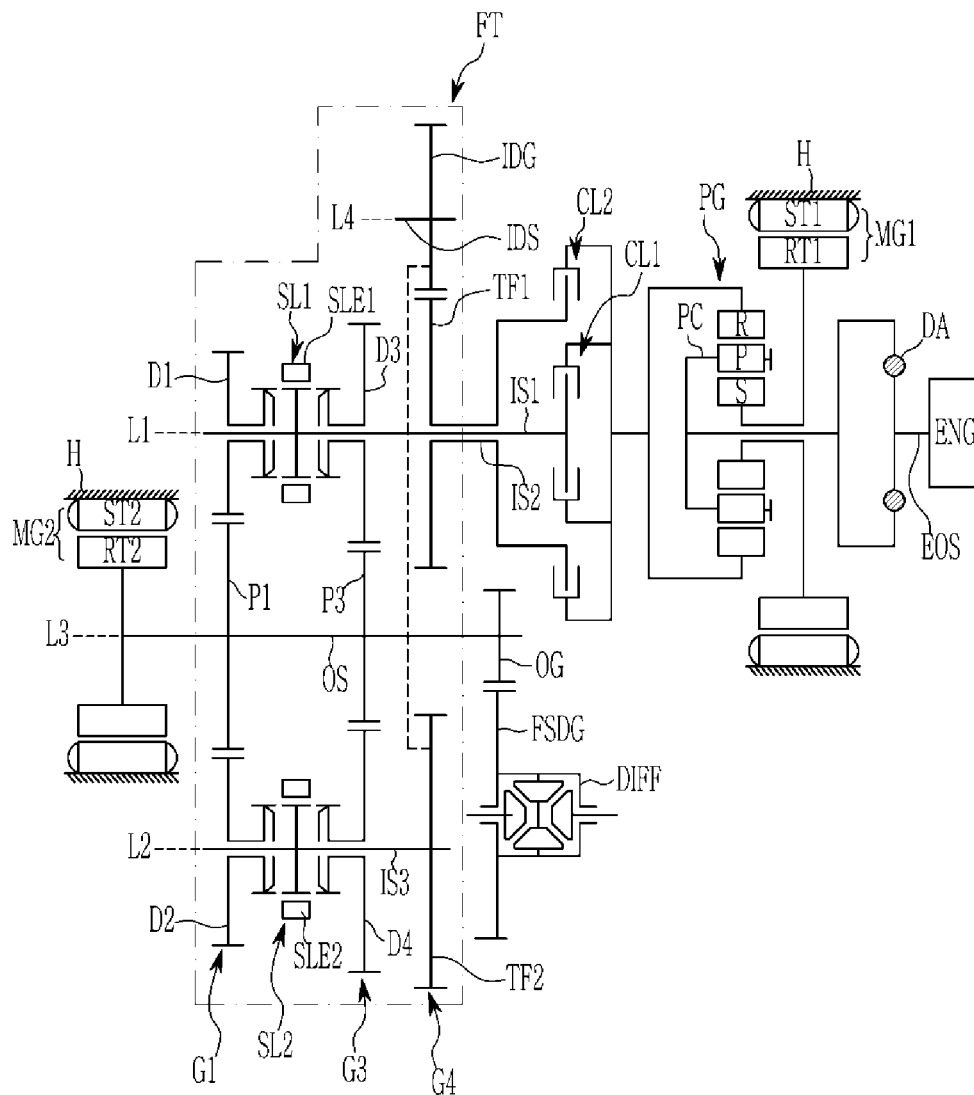 FT
IDG
H
L4
IDS
CL2
PG
ST1
MG1
RT1
CL1
SL1
SLE1
TF1
PC
R
DA
D1
D3
P
S
L1
IS1
ENG
H
IS2
MG2
ST2
RT2
EOS
P1
P3
L3
OS
OG
FSDG
DIFF
L2
IS3
D2
SLE2
D4
TF2
SL2
G1
G3
G4